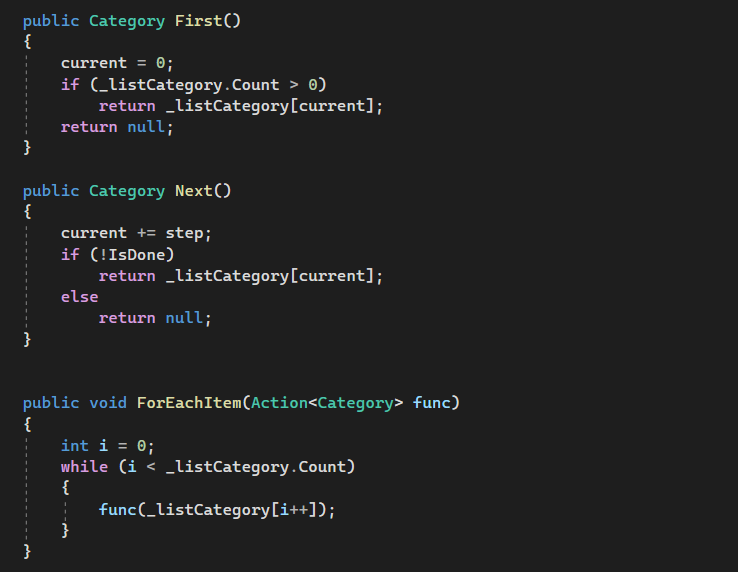 public Category First()
{
    current = 0;
    if (_listCategory.Count > 0)
        return _listCategory[current];
    return null;
}

public Category Next()
{
    current += step;
    if (!IsDone)
        return _listCategory[current];
    else
        return null;
}

public void ForEachItem(Action<Category> func)
{
    int i = 0;
    while (i < _listCategory.Count)
    {
        func(_listCategory[i++]);
    }
}